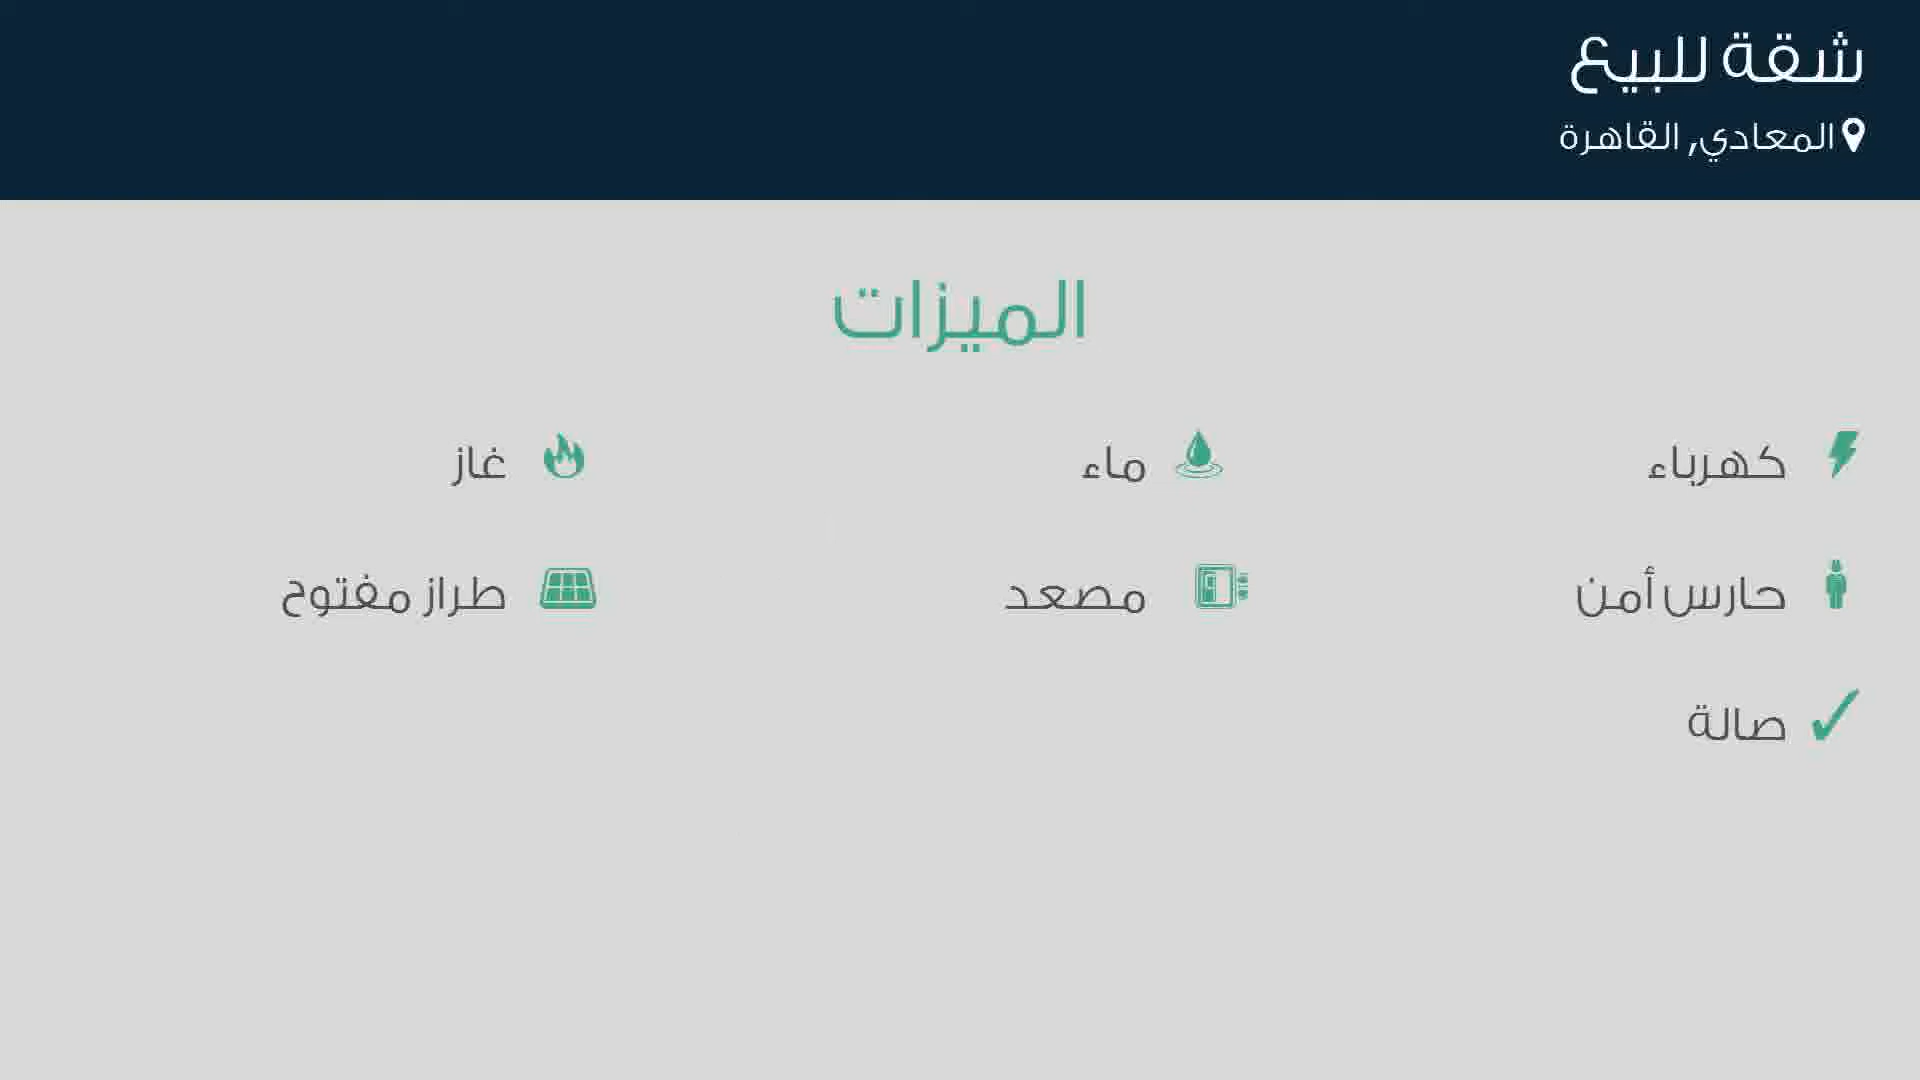 شقة للبيع
المعادي, القاهرة
الميزات
كهرباء
ماء
غاز
حارس أمن
مصعد
طراز مفتوح
صالة